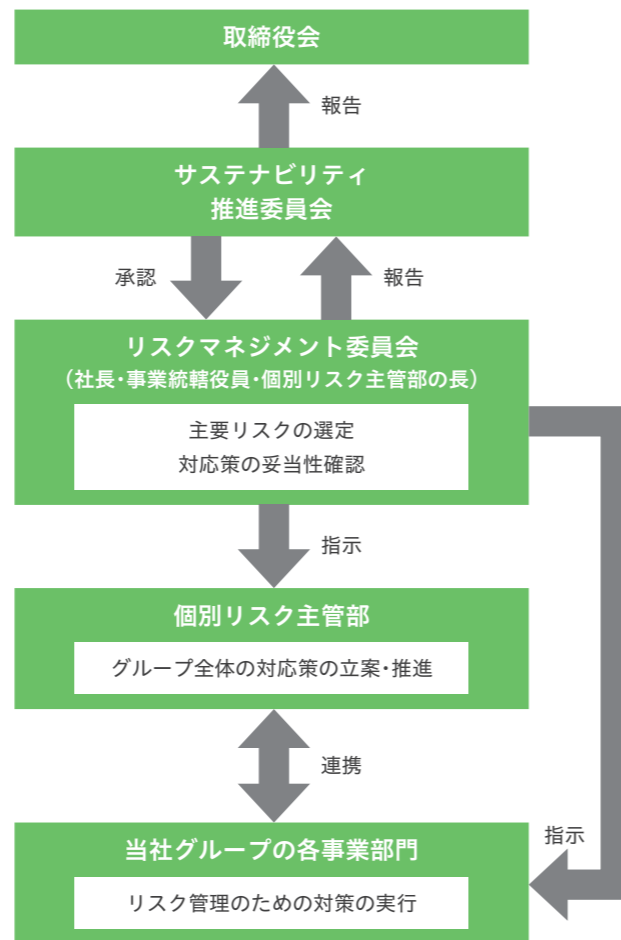 取締役会
報告
サステナビリティ
推進委員会
承認
報告
リスクマネジメント委員会
（社長・事業統轄役員・個別リスク主管部の長）
主要リスクの選定
対応策の妥当性確認
指示
個別リスク主管部
グループ全体の対応策の立案・推進
連携
当社グループの各事業部門
指示
リスク管理のための対策の実行